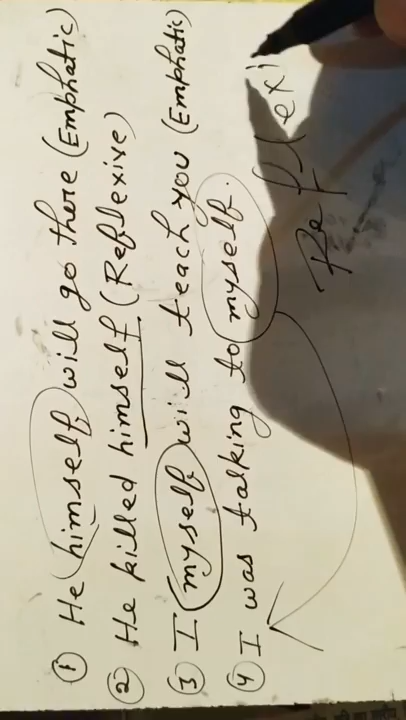 ① He himself will go there (Emphatic)
② He killed himself (Reflexive)
③ I myself will teach you (Emphatic)
④ I was talking to myself.
Reflexi